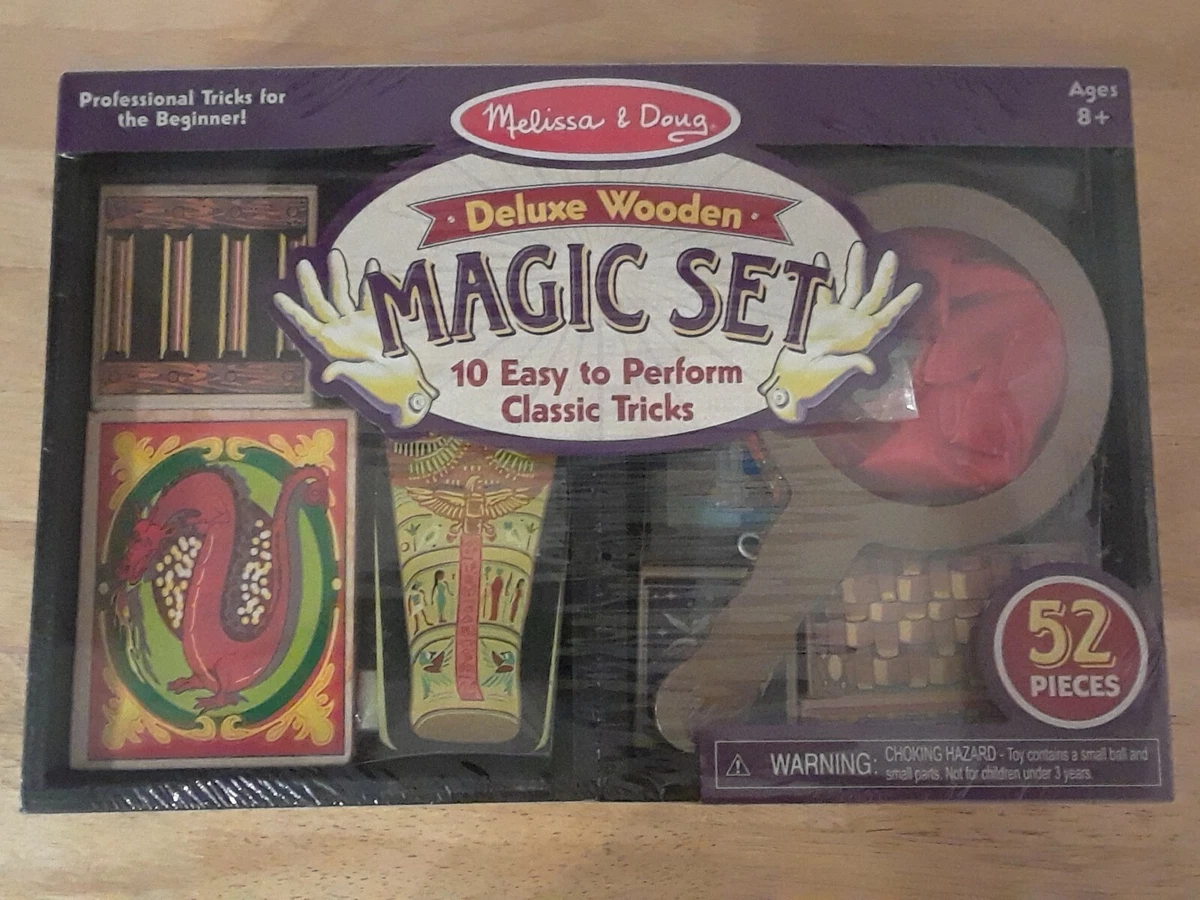 Professional Tricks for
the Beginner!
Melissa & Doug®
Ages
8+
Deluxe Wooden
MAGIC SET
10 Easy to Perform
Classic Tricks
52
PIECES
WARNING: CHOKING HAZARD - Toy contains a small ball and
small parts. Not for children under 3 years.